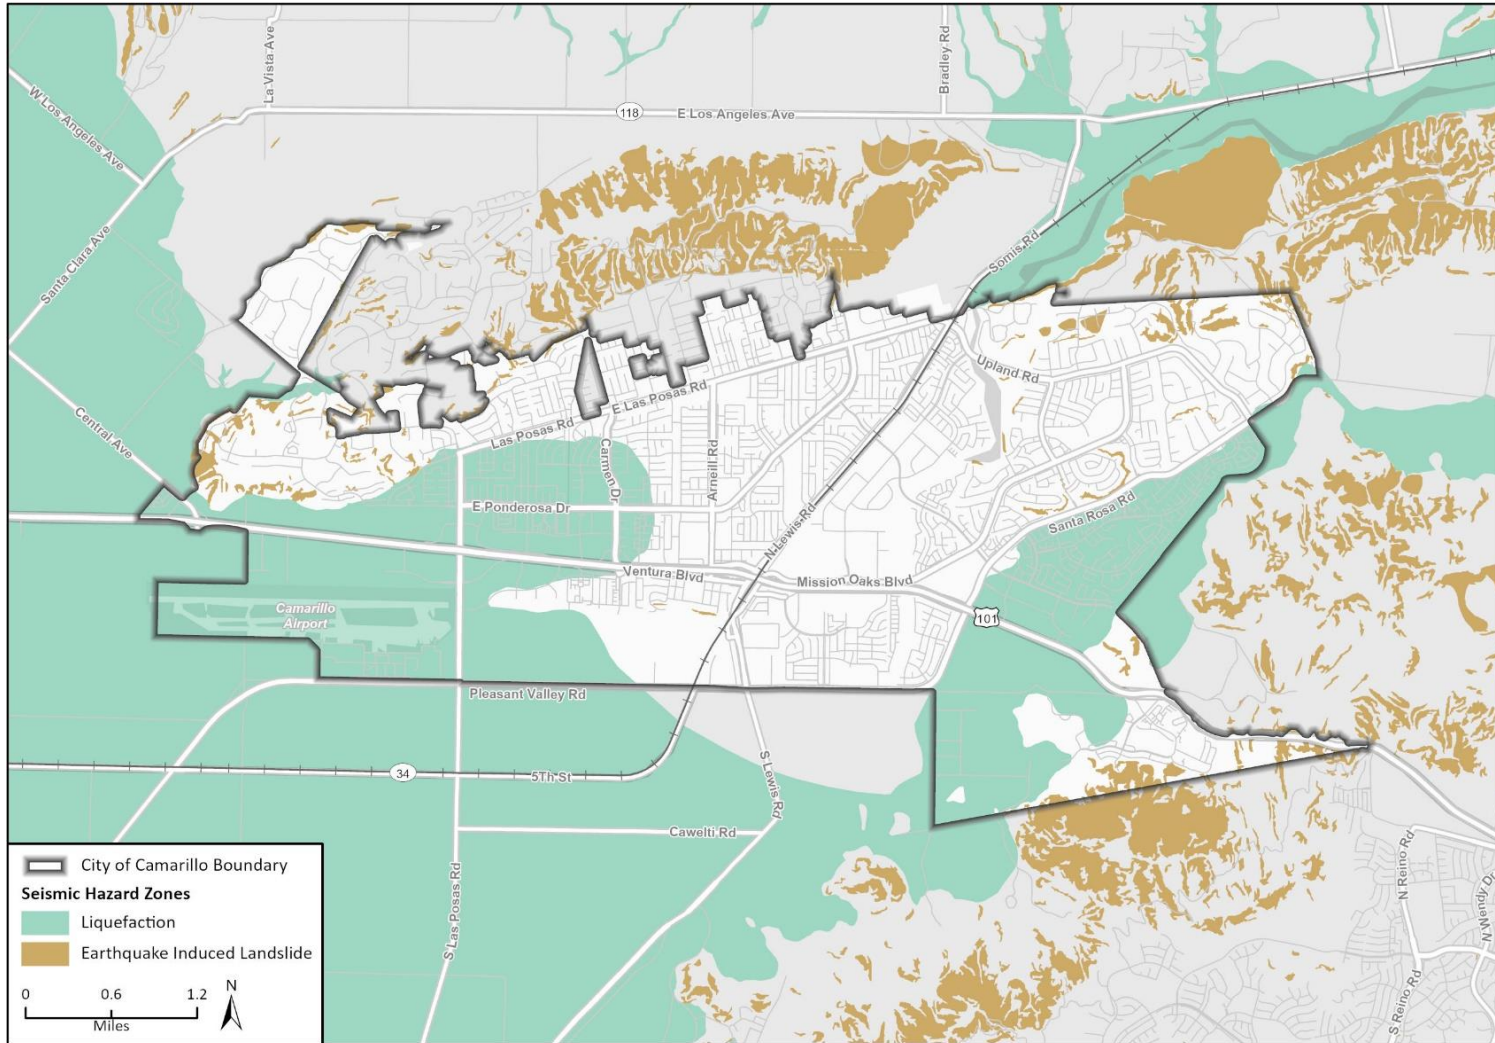 La Vista Ave
Bradley Rd
W Los Angeles Ave
118
E Los Angeles Ave
Santa Clara Ave
Somis Rd
Upland Rd
E Las Posas Rd
Las Posas Rd
Central Ave
Carmen Dr
Arneill Rd
E Ponderosa Dr
N Lewis Rd
Santa Rosa Rd
Ventura Blvd
Mission Oaks Blvd
Camarillo
Airport
101
Pleasant Valley Rd
34
5Th St
S Lewis Rd
Cawelti Rd
S Las Posas Rd
N Reino Rd
N Wendy Dr
S Reino Rd
City of Camarillo Boundary
Seismic Hazard Zones
Liquefaction
Earthquake Induced Landslide
0 0.6 1.2
Miles
N